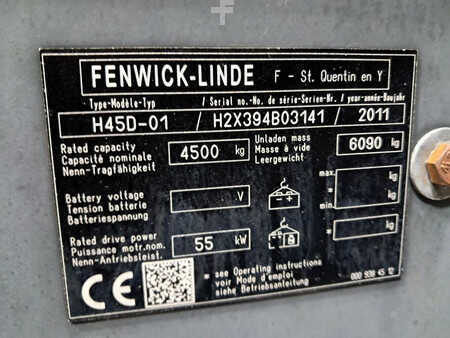 FENWICK-LINDE F - St. Quentin en Y
Type-Modèle-Typ / Serial no.-No. de série-Serien-Nr. / year-année-Baujahr
H45D-01 / H2X394B03141 / 2011
Rated capacity
Capacité nominale
Nenn-Tragfähigkeit
4500 kg
Unladen mass
Masse à vide
Leergewicht
6090 kg
Battery voltage
Tension batterie
Batteriespannung
V
max. kg
min. kg
Rated drive power
Puissance motr.nom.
Nenn-Antriebsleist.
55 kW
kg
« see Operating instructions
voir Mode d'emploi
siehe Betriebsanleitung
CE
000 938 45 12